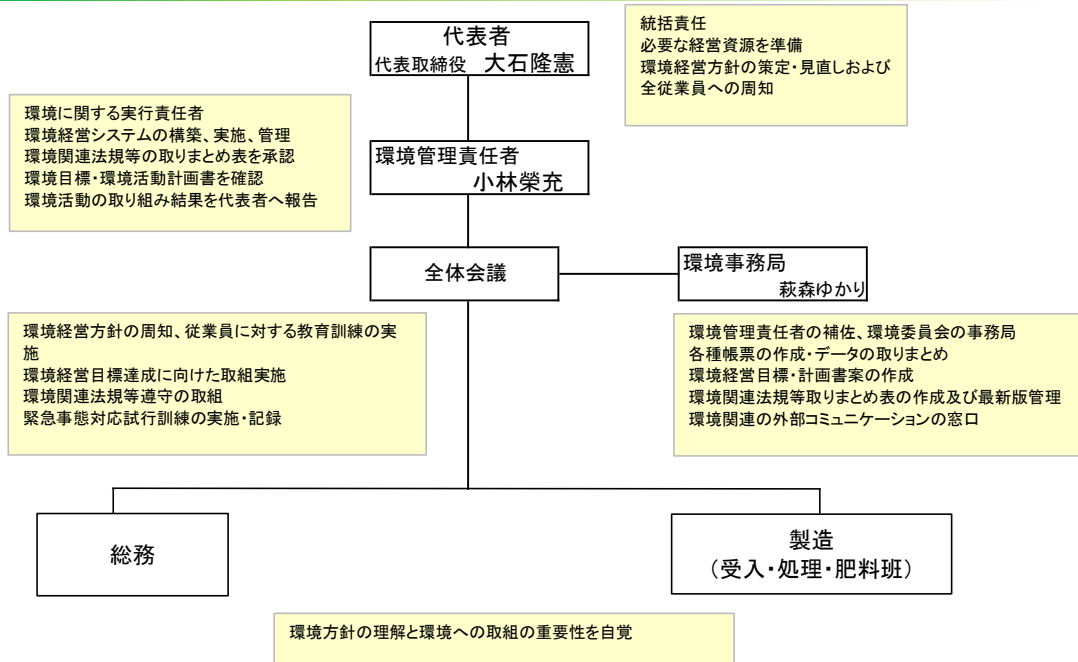 代表者
代表取締役 大石隆憲
統括責任
必要な経営資源を準備
環境経営方針の策定・見直しおよび
全従業員への周知
環境に関する実行責任者
環境経営システムの構築、実施、管理
環境関連法規等の取りまとめ表を承認
環境目標・環境活動計画書を確認
環境活動の取り組み結果を代表者へ報告
環境管理責任者
小林榮充
全体会議
環境事務局
萩森ゆかり
環境経営方針の周知、従業員に対する教育訓練の実
施
環境経営目標達成に向けた取組実施
環境関連法規等遵守の取組
緊急事態対応試行訓練の実施・記録
環境管理責任者の補佐、環境委員会の事務局
各種帳票の作成・データの取りまとめ
環境経営目標・計画書案の作成
環境関連法規等取りまとめ表の作成及び最新版管理
環境関連の外部コミュニケーションの窓口
総務
製造
（受入・処理・肥料班）
環境方針の理解と環境への取組の重要性を自覚